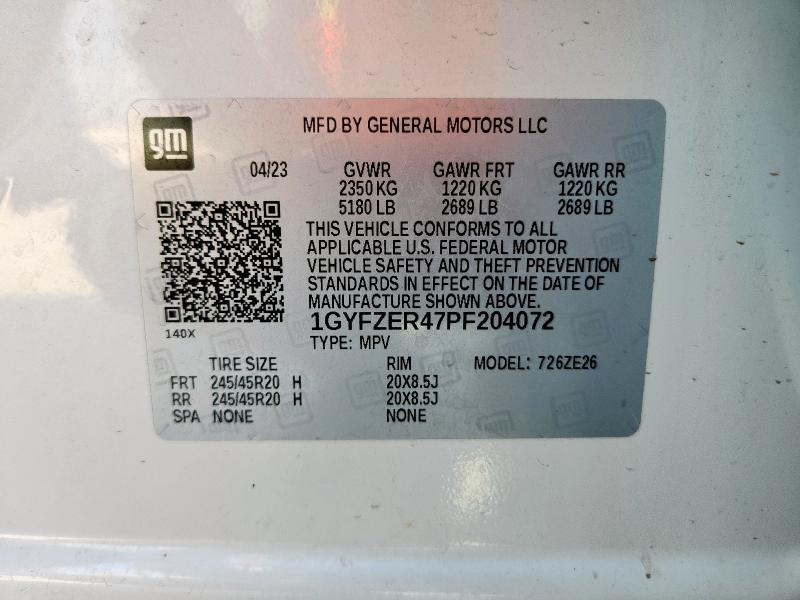 gm
MFD BY GENERAL MOTORS LLC
04/23 GVWR GAWR FRT GAWR RR
2350 KG 1220 KG 1220 KG
5180 LB 2689 LB 2689 LB
THIS VEHICLE CONFORMS TO ALL
APPLICABLE U.S. FEDERAL MOTOR
VEHICLE SAFETY AND THEFT PREVENTION
STANDARDS IN EFFECT ON THE DATE OF
MANUFACTURE SHOWN ABOVE.
1GYFZER47PF204072
140X
TYPE: MPV
TIRE SIZE RIM MODEL: 726ZE26
FRT 245/45R20 H 20X8.5J
RR 245/45R20 H 20X8.5J
SPA NONE NONE